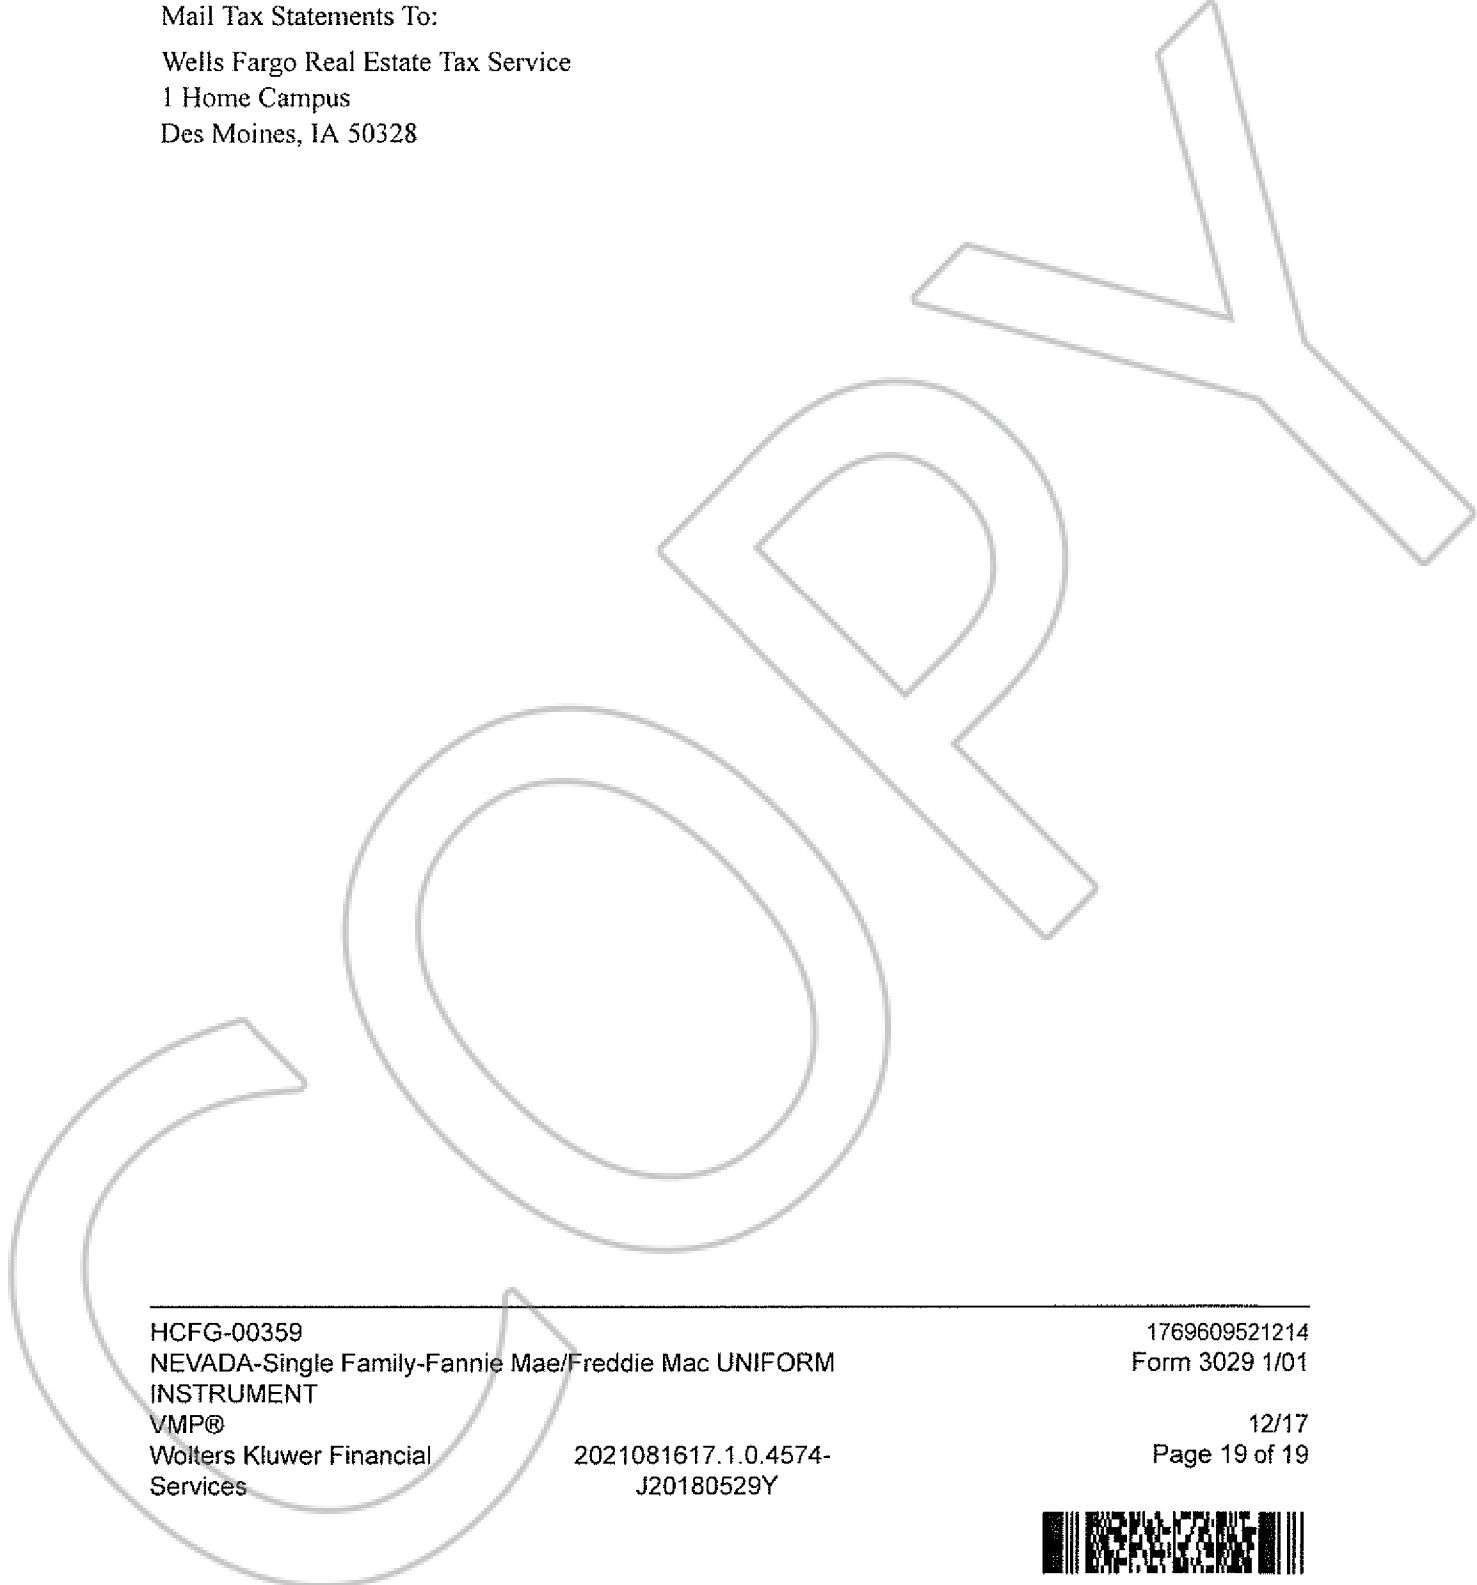 Mail Tax Statements To:
Wells Fargo Real Estate Tax Service
1 Home Campus
Des Moines, IA 50328
COPY
HCFG-00359 1769609521214
NEVADA-Single Family-Fannie Mae/Freddie Mac UNIFORM Form 3029 1/01
INSTRUMENT
VMP® 12/17
Wolters Kluwer Financial 2021081617.1.0.4574- Page 19 of 19
Services J20180529Y